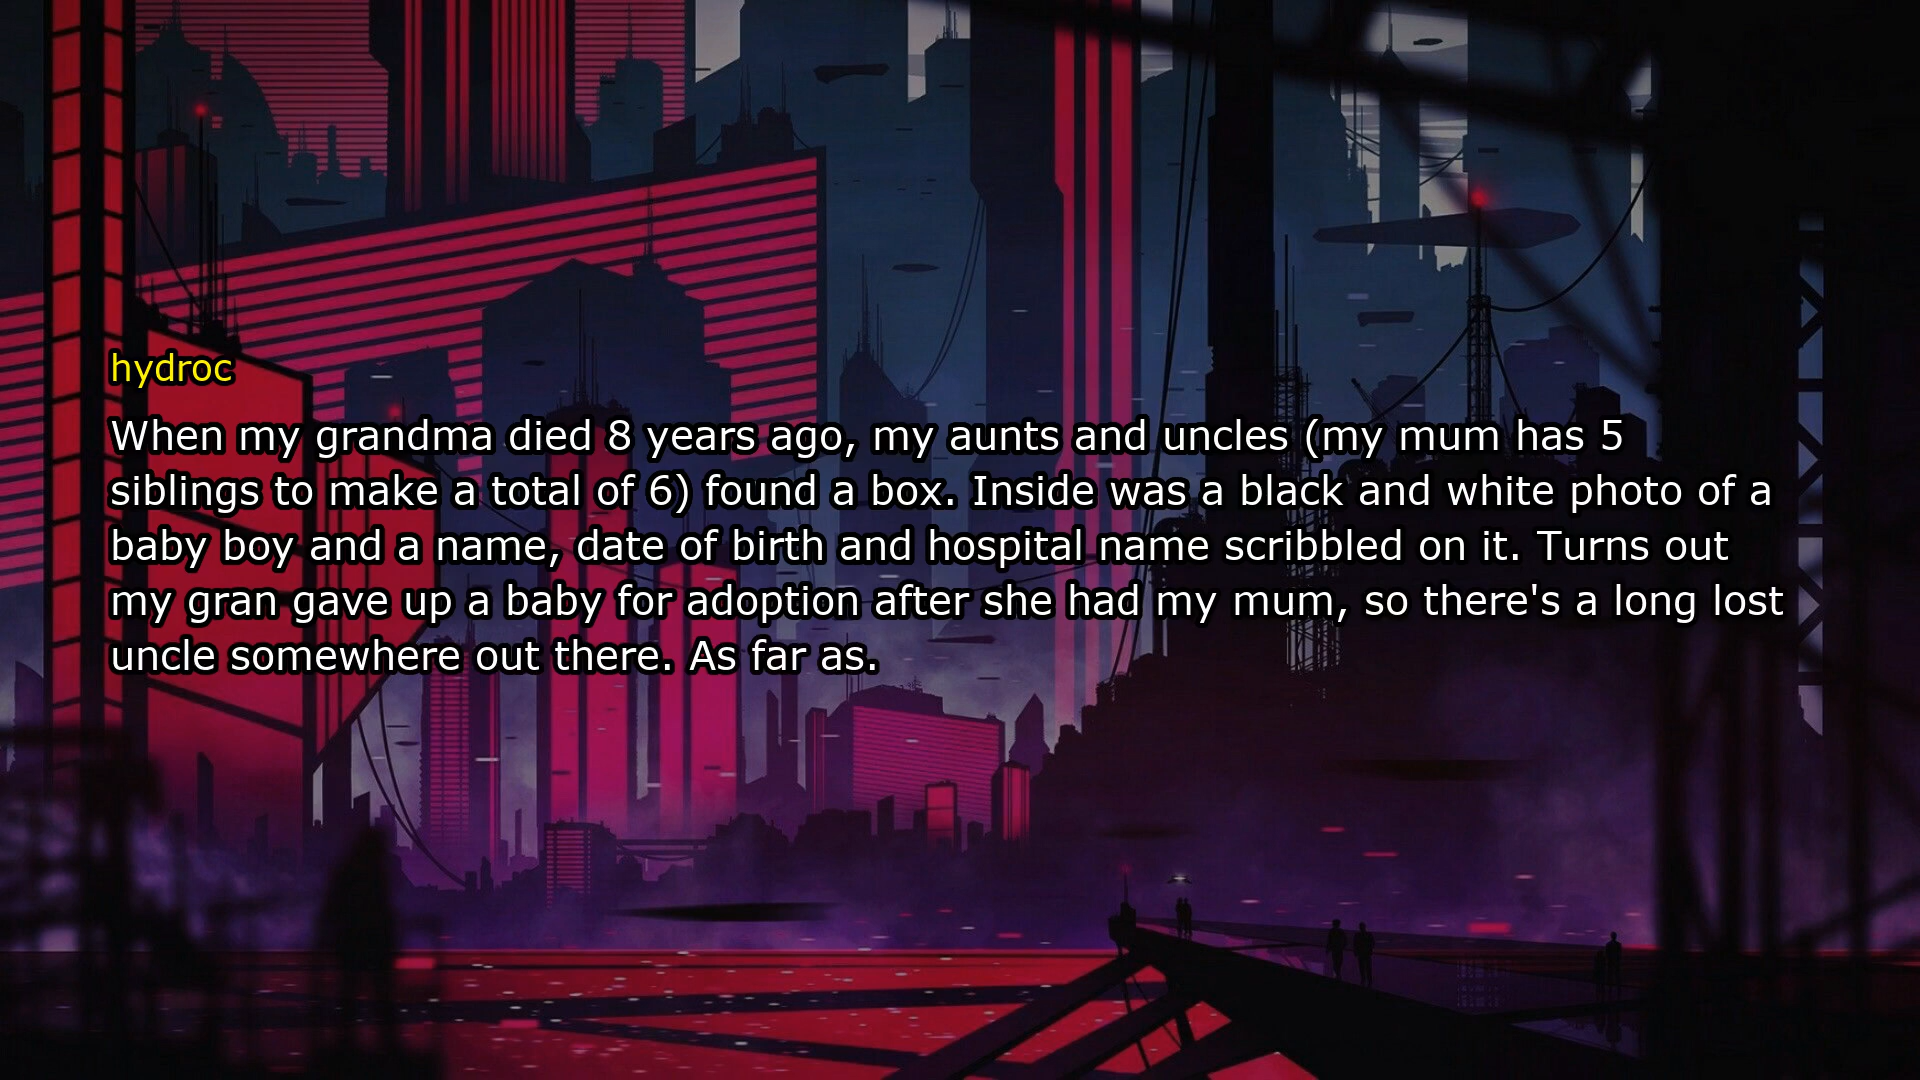 hydroc
When my grandma died 8 years ago, my aunts and uncles (my mum has 5
siblings to make a total of 6) found a box. Inside was a black and white photo of a
baby boy and a name, date of birth and hospital name scribbled on it. Turns out
my gran gave up a baby for adoption after she had my mum, so there's a long lost
uncle somewhere out there. As far as.